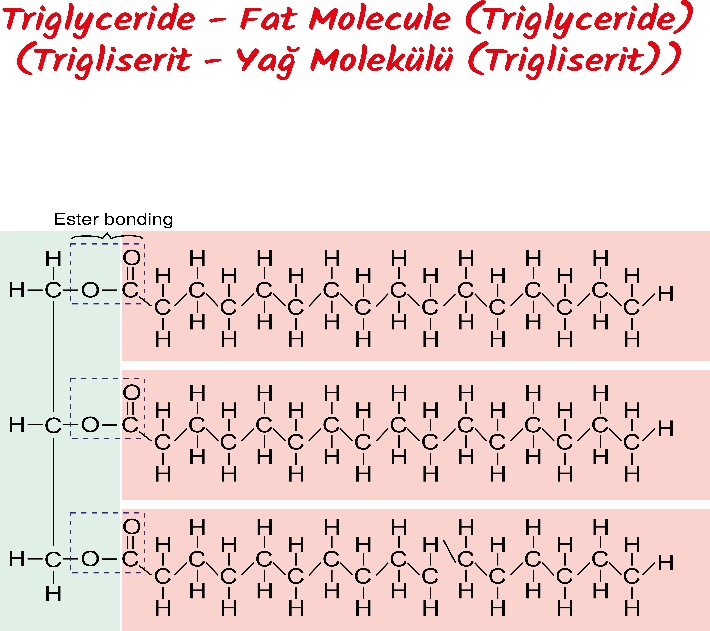 Triglyceride - Fat Molecule (Triglyceride)
(Trigliserit - Yağ Molekülü (Trigliserit))
Ester bonding
H O H H H H H H H
H H H H H H H H
H–C–O–C C C C C C C C H
C C C C C C C C
H H H H H H H
H H H H H H H H
O H H H H H H H
H H H H H H H H
H–C–O–C C C C C C C C H
C C C C C C C C
H H H H H H H
H H H H H H H H
O H H H H H H H
H H H H H H H H
H–C–O–C C C C C C C C H
C C C C C C C C
H H H H H H H H
H H H H H H H H